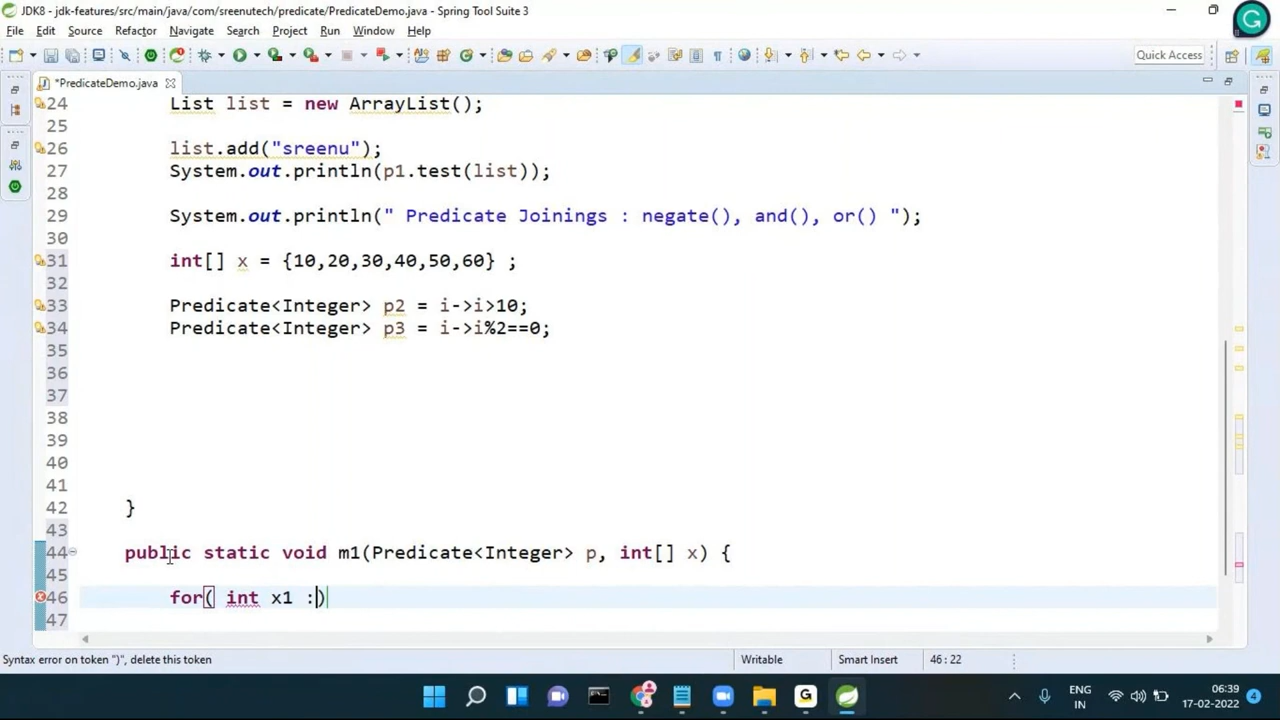 JDK8 - jdk-features/src/main/java/com/sreenutech/predicate/PredicateDemo.java - Spring Tool Suite 3
File Edit Source Refactor Navigate Search Project Run Window Help
Quick Access
*PredicateDemo.java
24 List list = new ArrayList();
25
26 list.add("sreenu");
27 System.out.println(p1.test(list));
28
29 System.out.println(" Predicate Joinings : negate(), and(), or() ");
30
31 int[] x = {10,20,30,40,50,60} ;
32
33 Predicate<Integer> p2 = i->i>10;
34 Predicate<Integer> p3 = i->i%2==0;
35
36
37
38
39
40
41
42 }
43
44 public static void m1(Predicate<Integer> p, int[] x) {
45
46 for( int x1 :)
47
Syntax error on token ")", delete this token Writable Smart Insert 46 : 22
ENG 06:39
IN 17-02-2022 4